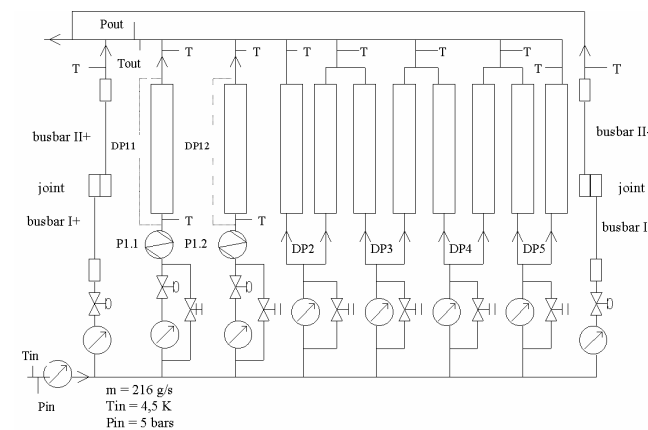 Pout
T Tout T T T T T T T T
busbar II+ DP11 DP12 busbar II-
joint joint
busbar I+ T T busbar I
P1.1 P1.2 DP2 DP3 DP4 DP5
Tin
Pin
m = 216 g/s
Tin = 4,5 K
Pin = 5 bars